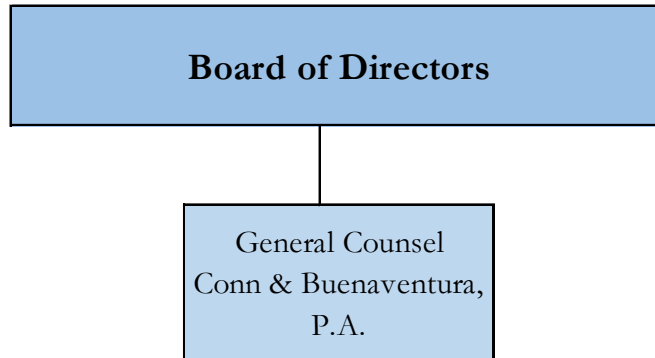 Board of Directors
General Counsel
Conn & Buenaventura,
P.A.